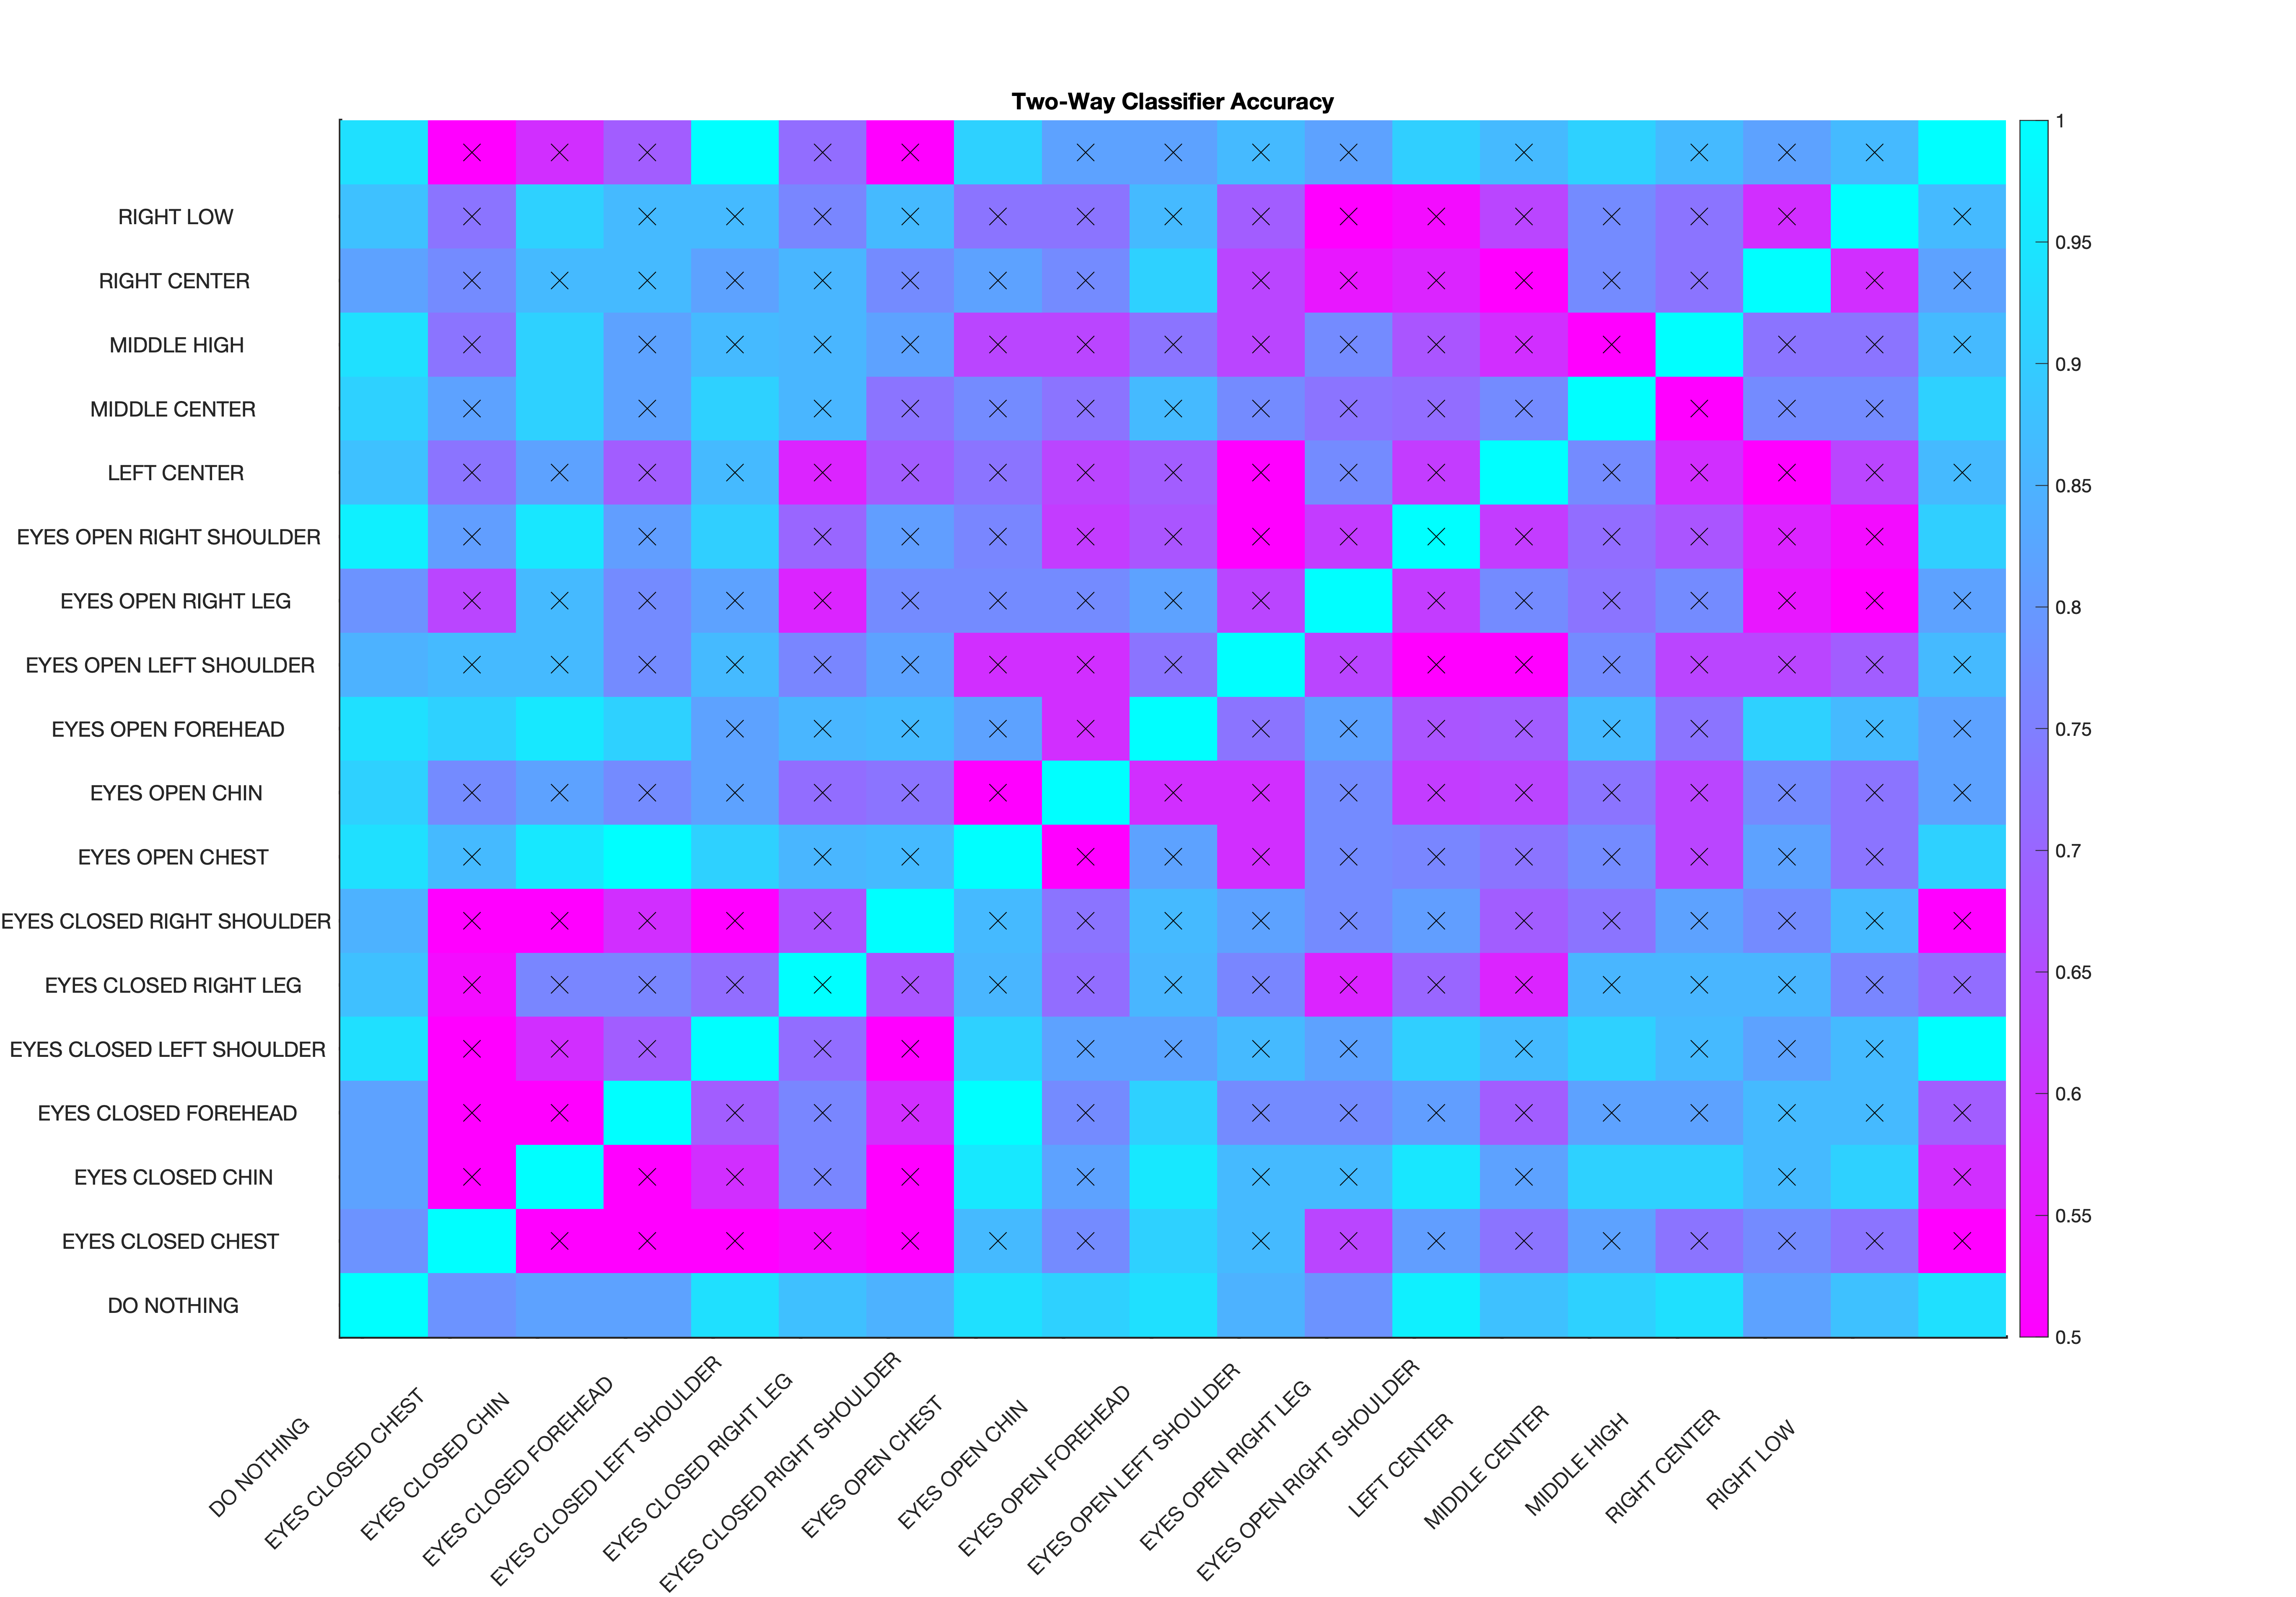 Two-Way Classifier Accuracy
1
RIGHT LOW
0.95
RIGHT CENTER
MIDDLE HIGH
0.9
MIDDLE CENTER
LEFT CENTER
0.85
EYES OPEN RIGHT SHOULDER
EYES OPEN RIGHT LEG
0.8
EYES OPEN LEFT SHOULDER
EYES OPEN FOREHEAD
0.75
EYES OPEN CHIN
EYES OPEN CHEST
0.7
EYES CLOSED RIGHT SHOULDER
EYES CLOSED RIGHT LEG
0.65
EYES CLOSED LEFT SHOULDER
EYES CLOSED FOREHEAD
0.6
EYES CLOSED CHIN
0.55
EYES CLOSED CHEST
DO NOTHING
0.5
DO NOTHING
EYES CLOSED CHEST
EYES CLOSED CHIN
EYES CLOSED FOREHEAD
EYES CLOSED LEFT SHOULDER
EYES CLOSED RIGHT LEG
EYES CLOSED RIGHT SHOULDER
EYES OPEN CHEST
EYES OPEN CHIN
EYES OPEN FOREHEAD
EYES OPEN LEFT SHOULDER
EYES OPEN RIGHT LEG
EYES OPEN RIGHT SHOULDER
LEFT CENTER
MIDDLE CENTER
MIDDLE HIGH
RIGHT CENTER
RIGHT LOW